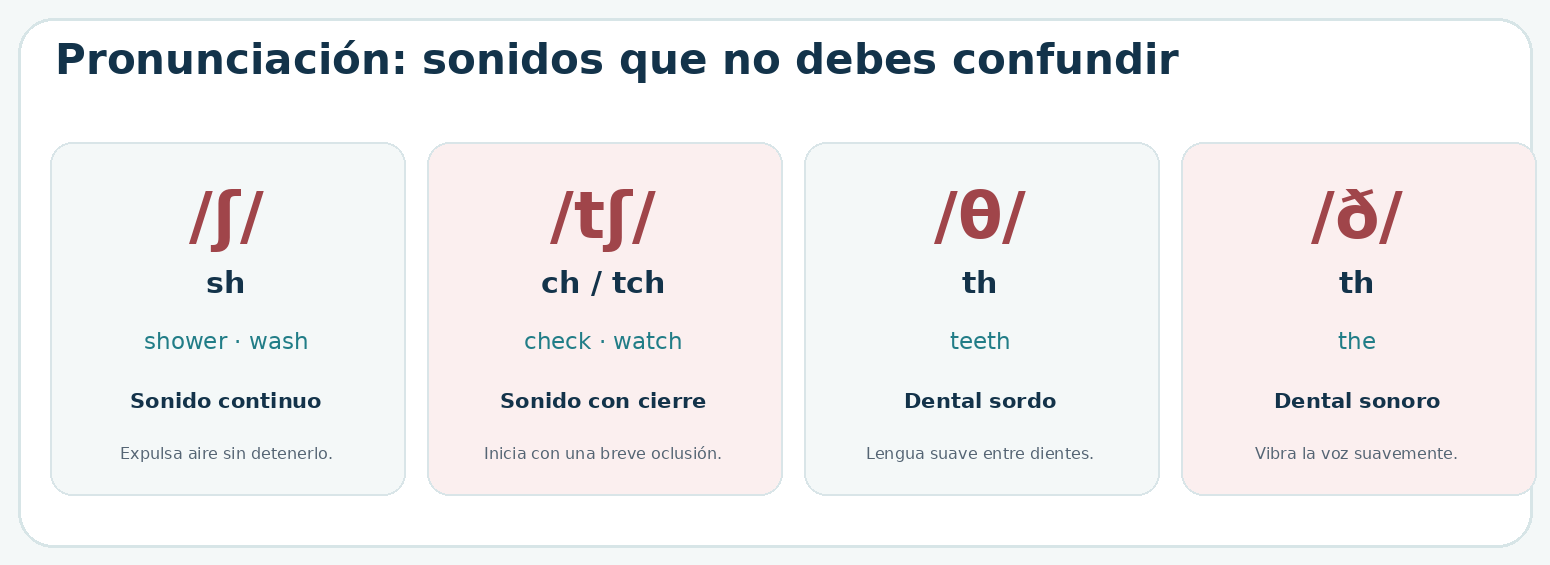 Pronunciación: sonidos que no debes confundir
/ʃ/
sh
shower · wash
Sonido continuo
Expulsa aire sin detenerlo.
/tʃ/
ch / tch
check · watch
Sonido con cierre
Inicia con una breve oclusión.
/θ/
th
teeth
Dental sordo
Lengua suave entre dientes.
/ð/
th
the
Dental sonoro
Vibra la voz suavemente.